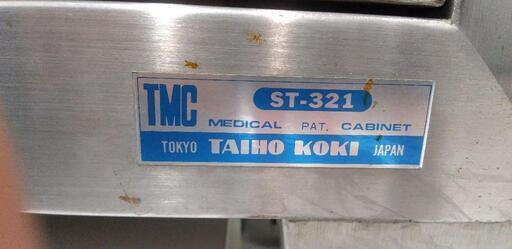 TMC ST-321
MEDICAL PAT. CABINET
TOKYO TAIHO KOKI JAPAN